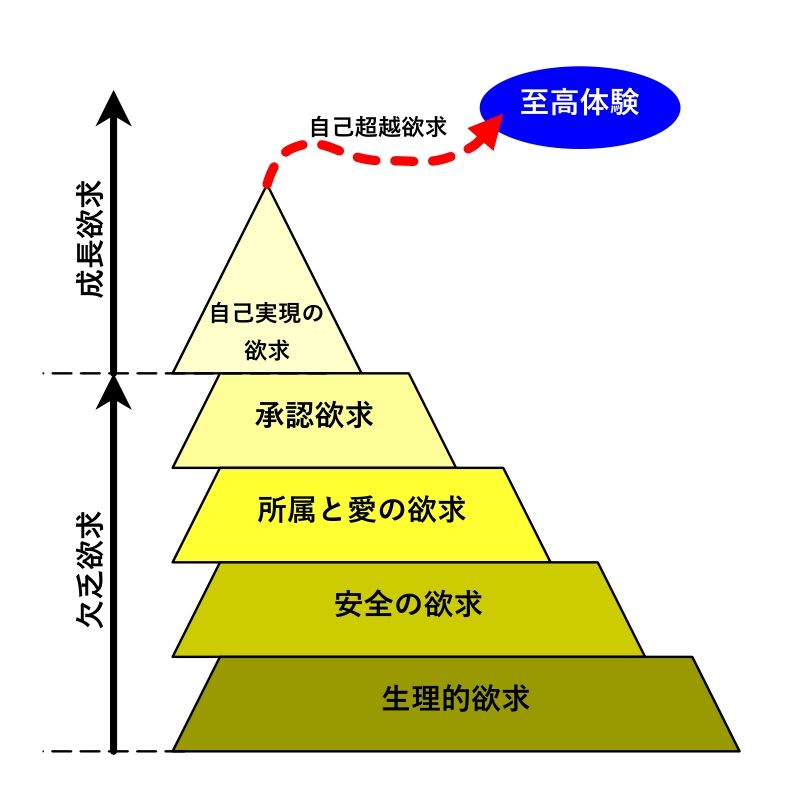 至高体験
自己超越欲求
成長欲求
自己実現の
欲求
承認欲求
所属と愛の欲求
欠乏欲求
安全の欲求
生理的欲求